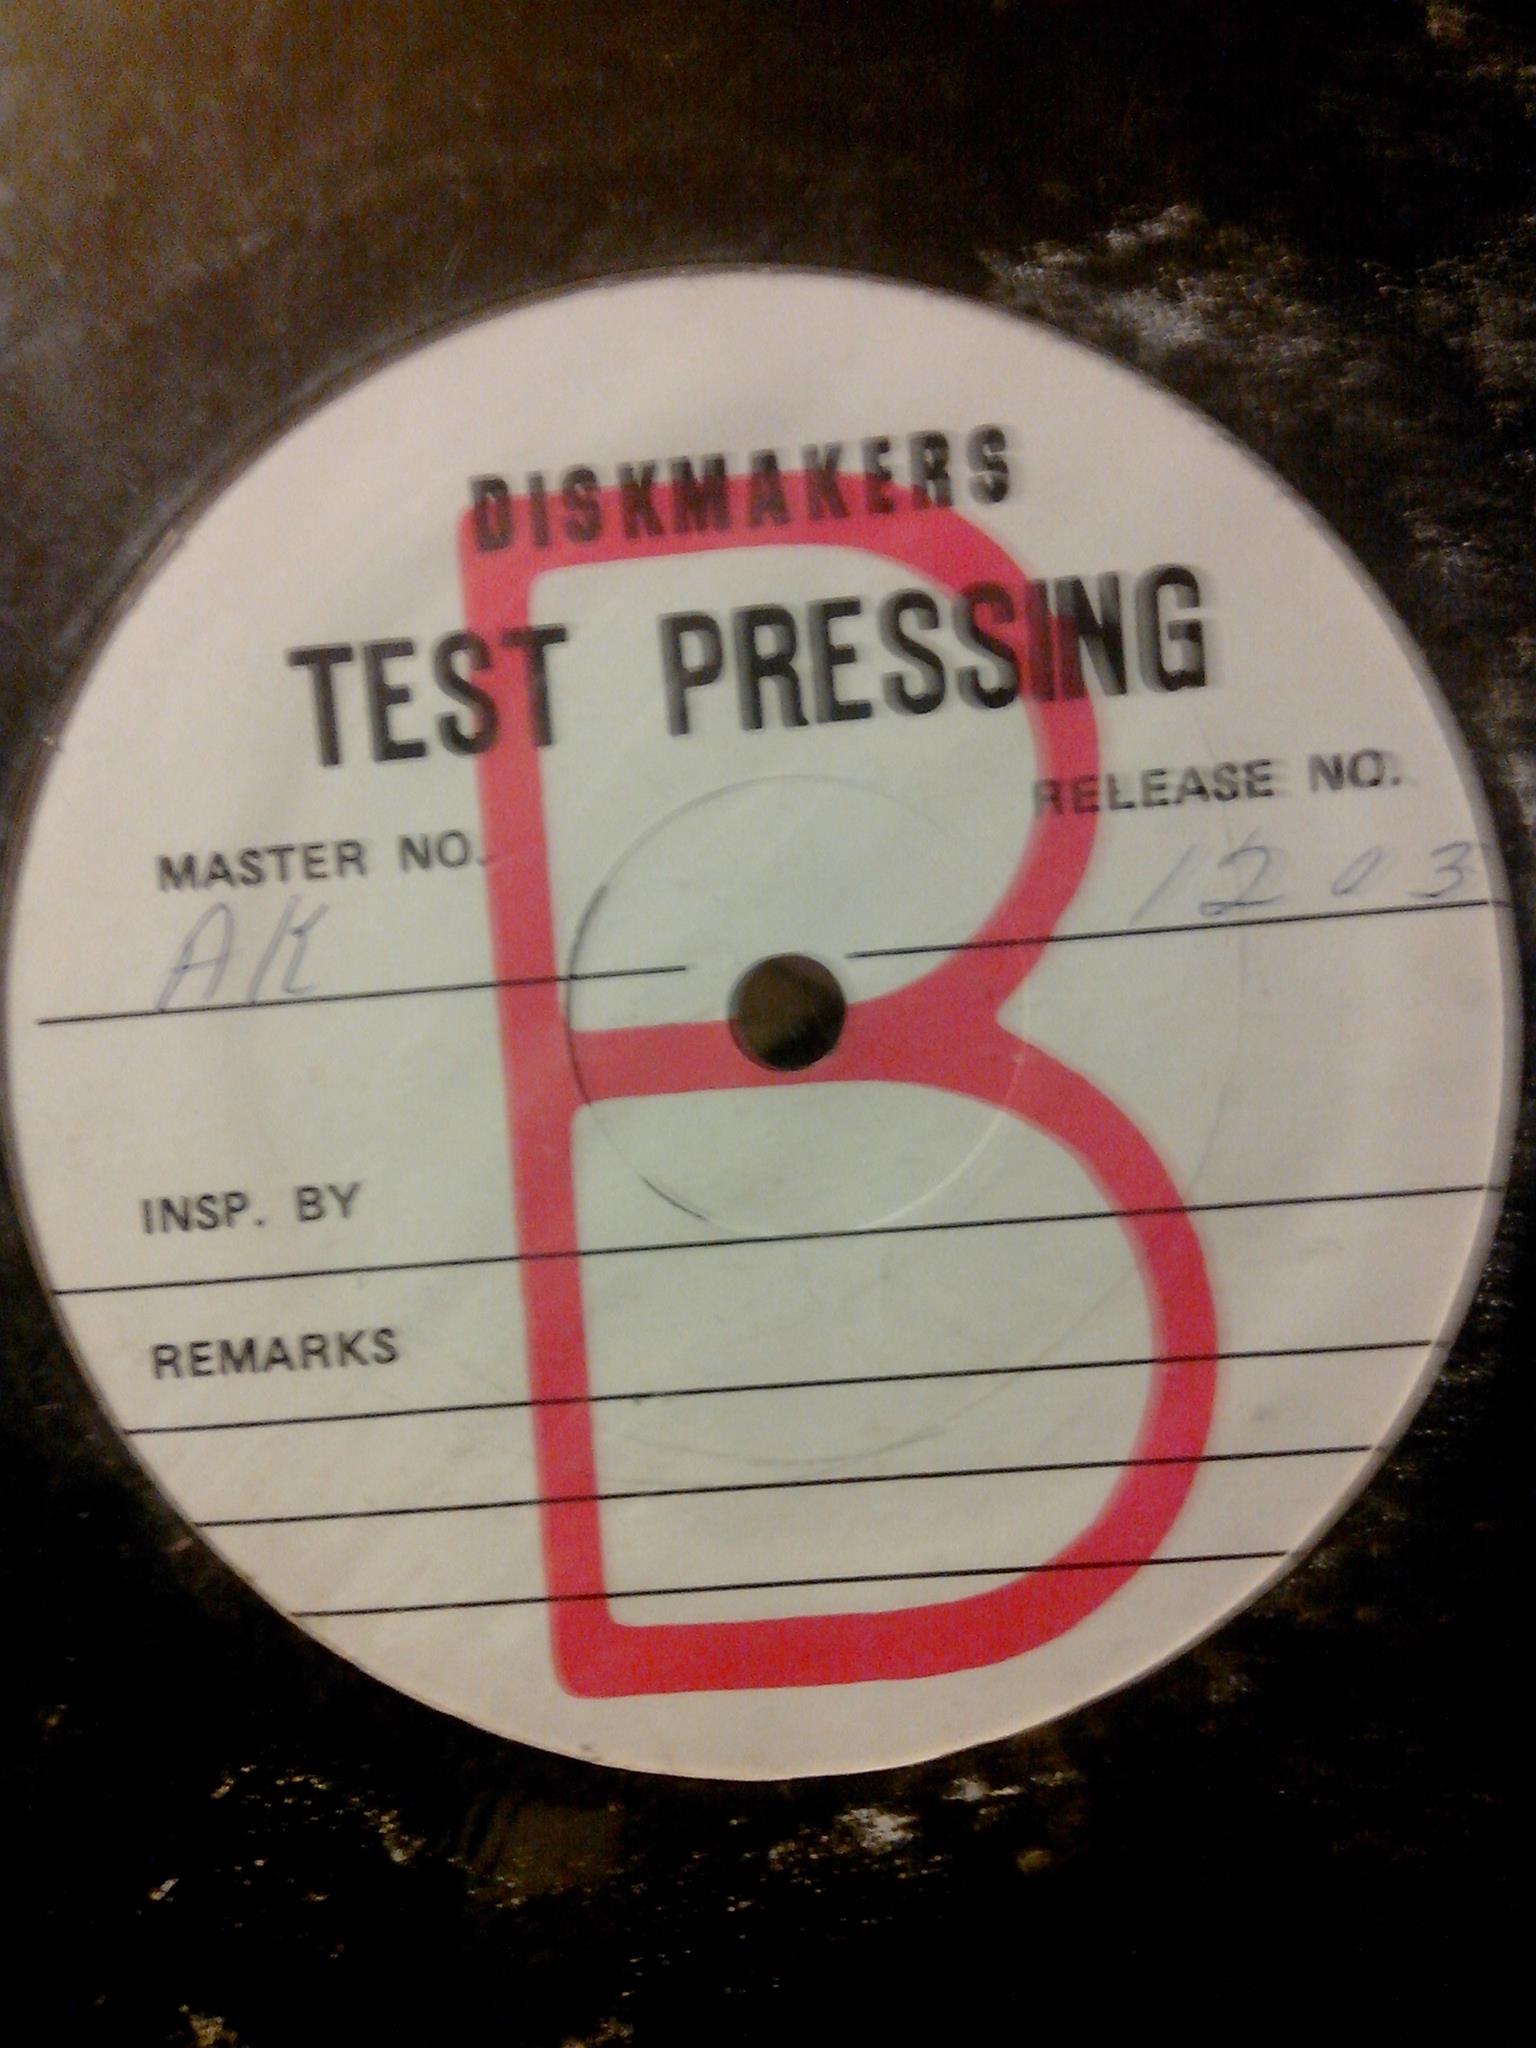 DISKMAKERS
TEST PRESSING
MASTER NO. RELEASE NO.
AK 1203
INSP. BY
REMARKS
B